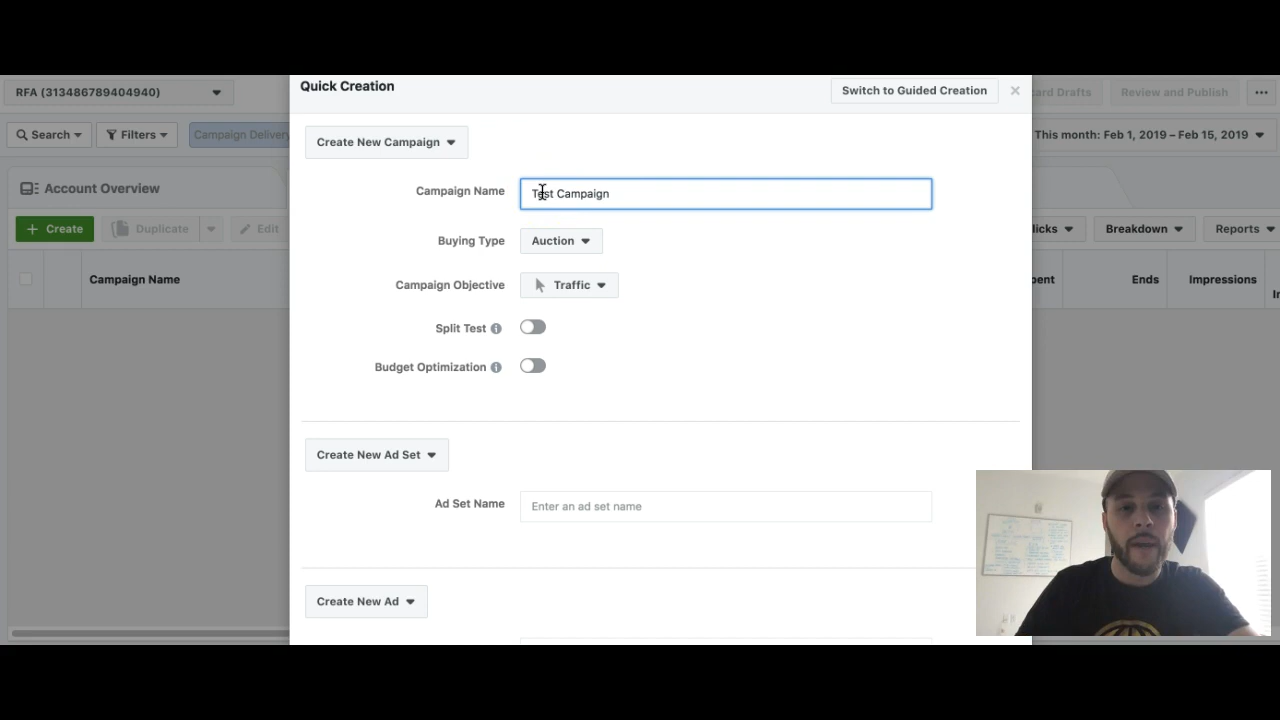 Quick Creation
Switch to Guided Creation
×
RFA (313486789404940)
card Drafts
Review and Publish
Search
Filters
Campaign Delivery
This month: Feb 1, 2019 – Feb 15, 2019
Create New Campaign
Account Overview
Campaign Name
Test Campaign
+ Create
Duplicate
Edit
licks
Breakdown
Reports
Buying Type
Auction
Campaign Name
ent
Ends
Impressions
Campaign Objective
Traffic
Split Test
Budget Optimization
Create New Ad Set
Ad Set Name
Enter an ad set name
Create New Ad